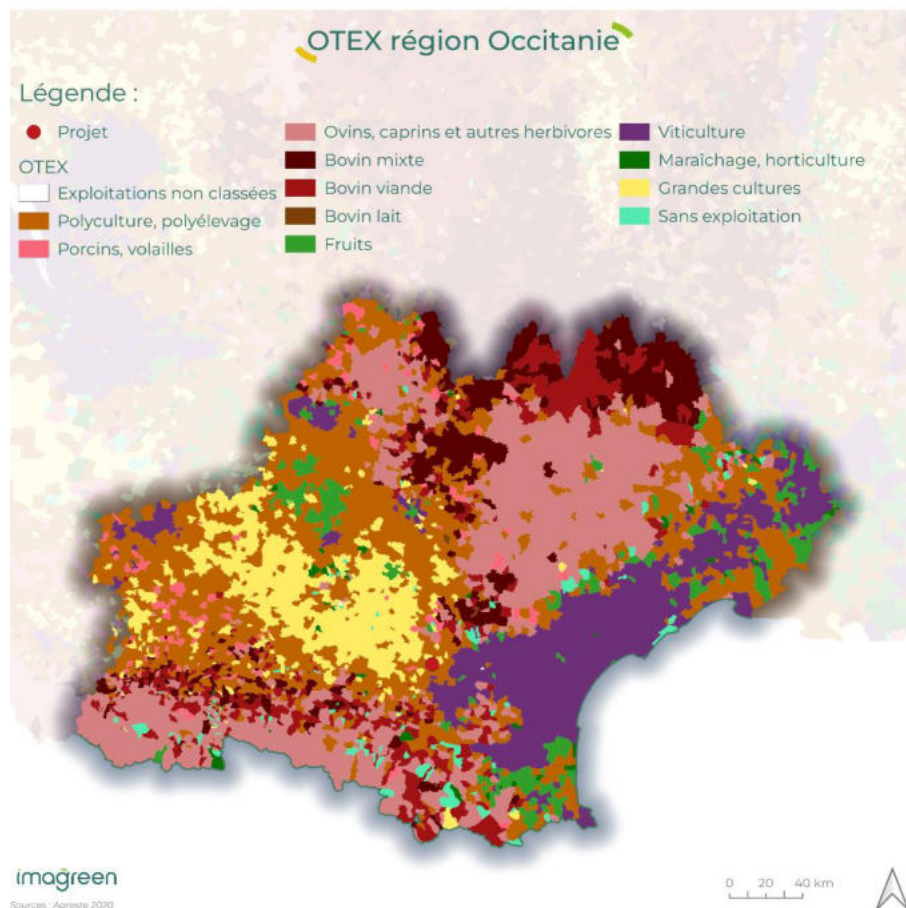 OTEX région Occitanie
Légende :
Projet
OTEX
Exploitations non classées
Polyculture, polyélevage
Porcins, volailles
Ovins, caprins et autres herbivores
Bovin mixte
Bovin viande
Bovin lait
Fruits
Viticulture
Maraîchage, horticulture
Grandes cultures
Sans exploitation
imagreen
Sources : Agreste 2020
0 20 40 km